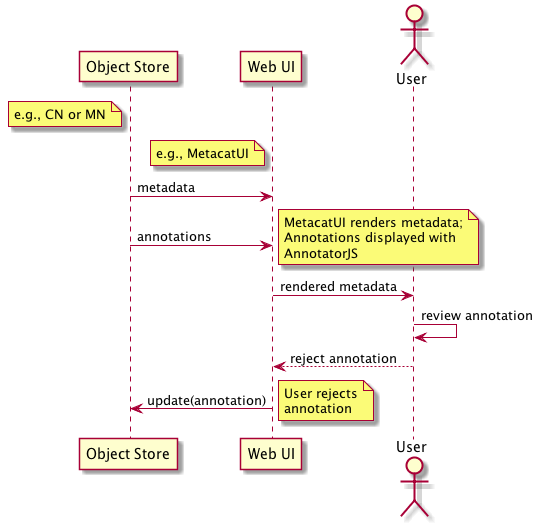 User
Object Store
Web UI
e.g., CN or MN
e.g., MetacatUI
metadata
MetacatUI renders metadata;
Annotations displayed with
AnnotatorJS
annotations
rendered metadata
review annotation
reject annotation
User rejects
annotation
update(annotation)
Object Store
Web UI
User